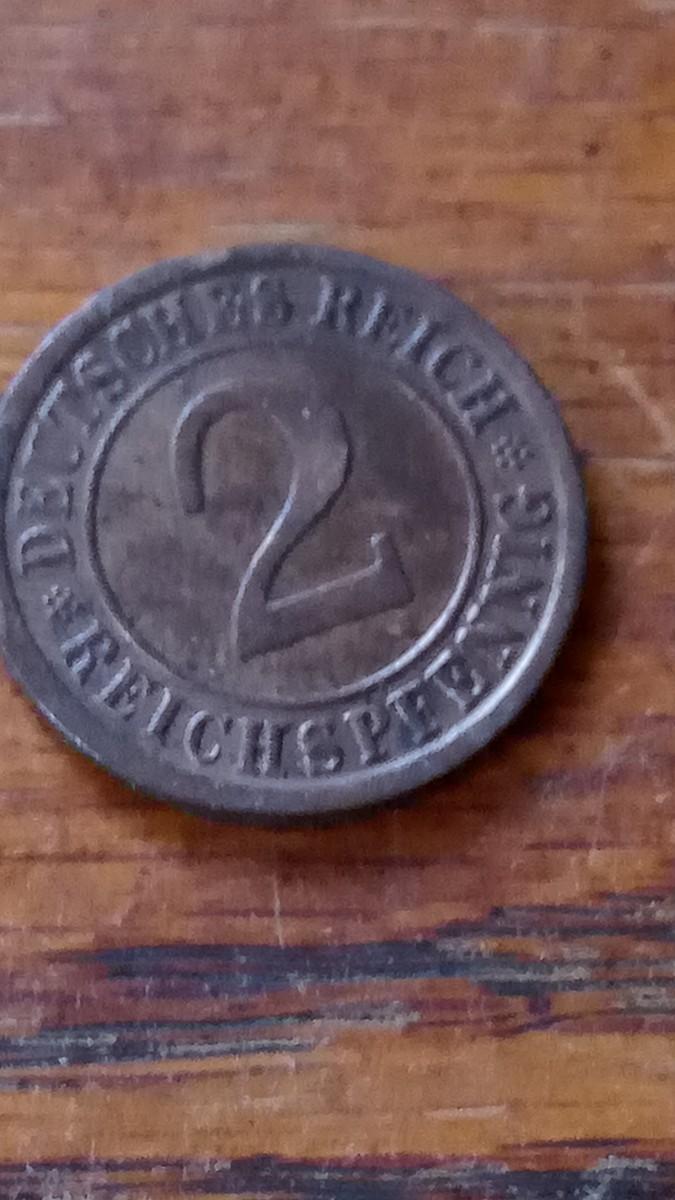 DEUTSCHES REICH
2
* REICHSPFENNIG *